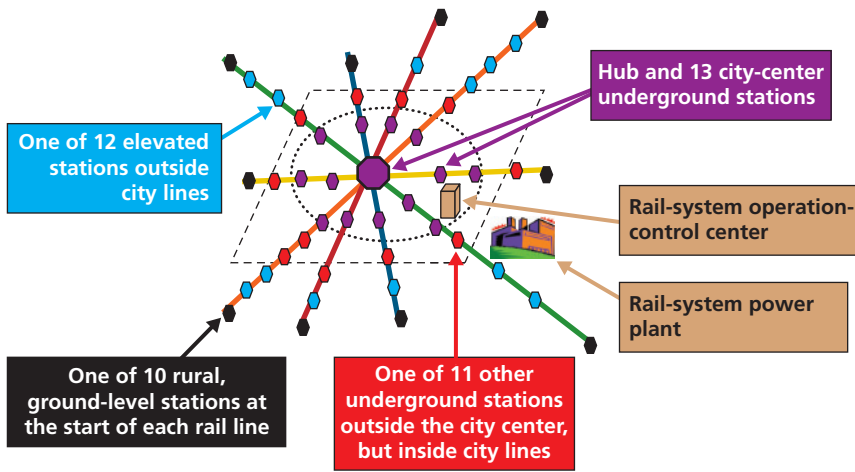 Hub and 13 city-center
underground stations
One of 12 elevated
stations outside
city lines
Rail-system operation-
control center
Rail-system power
plant
One of 10 rural,
ground-level stations at
the start of each rail line
One of 11 other
underground stations
outside the city center,
but inside city lines